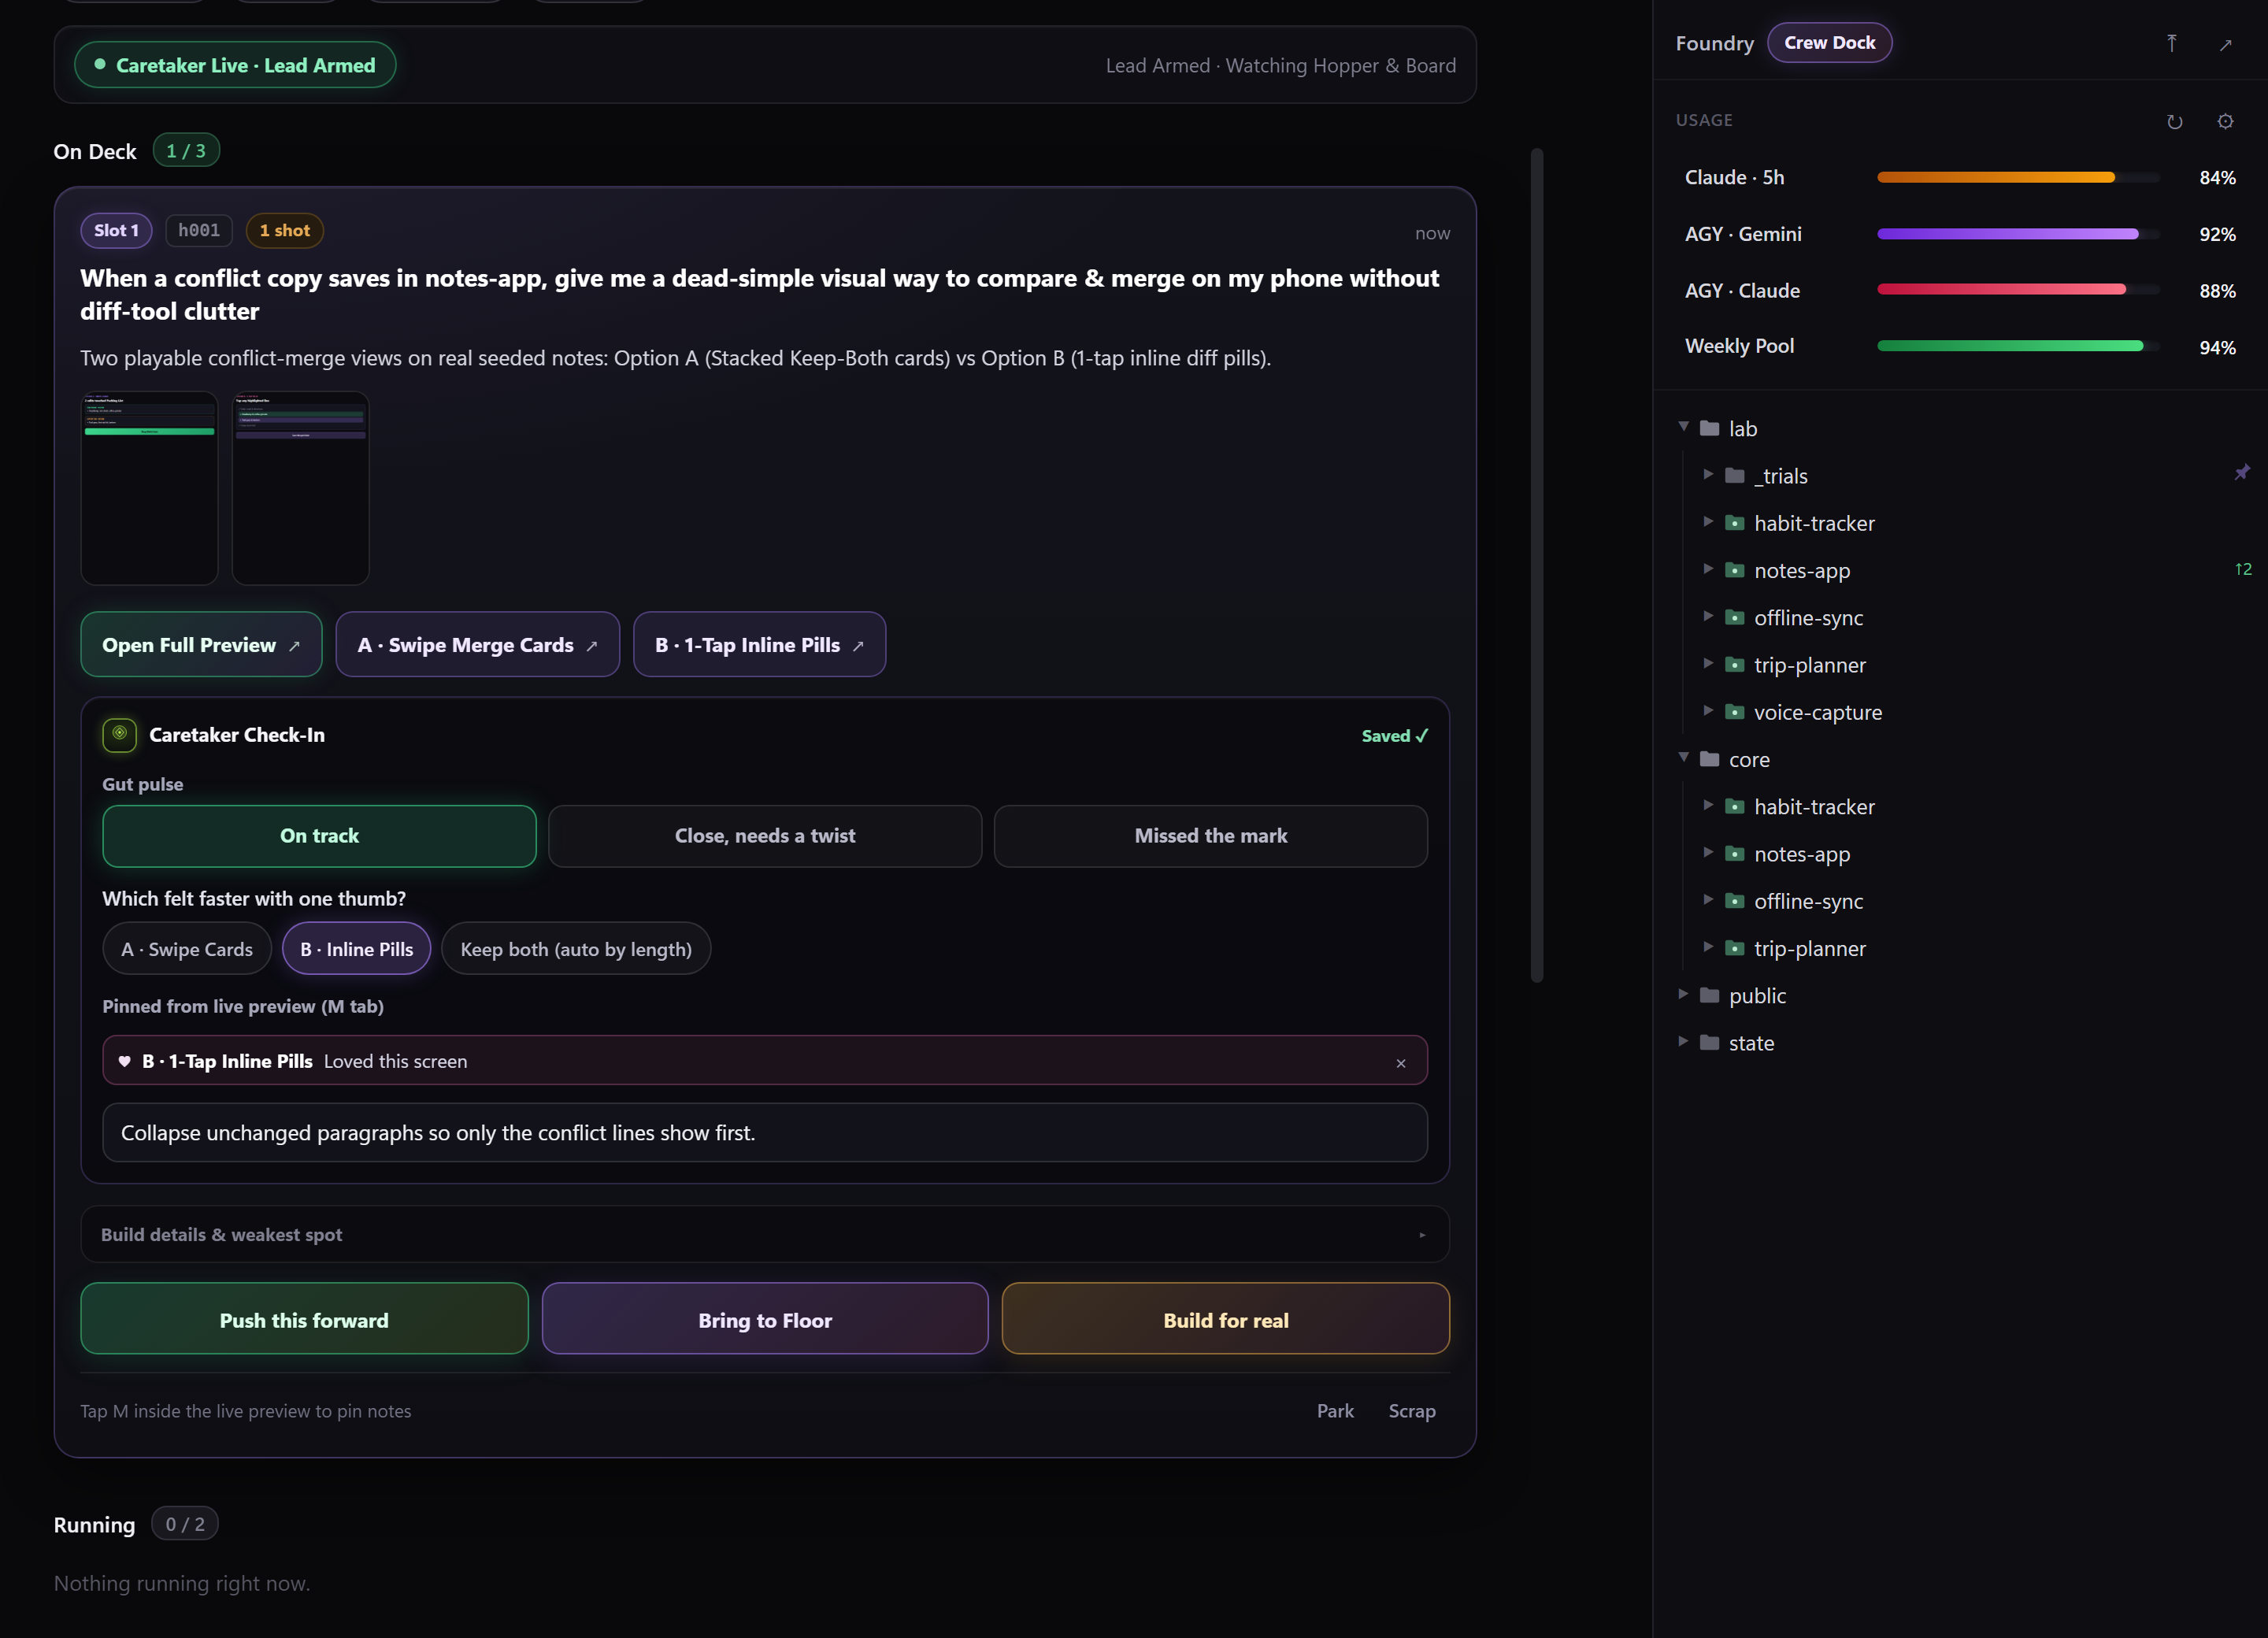 Caretaker Live · Lead Armed
Lead Armed · Watching Hopper & Board
On Deck 1 / 3
Slot 1 h001 1 shot now
When a conflict copy saves in notes-app, give me a dead-simple visual way to compare & merge on my phone without
diff-tool clutter
Two playable conflict-merge views on real seeded notes: Option A (Stacked Keep-Both cards) vs Option B (1-tap inline diff pills).
Open Full Preview ↗ A · Swipe Merge Cards ↗ B · 1-Tap Inline Pills ↗
Caretaker Check-In Saved ✓
Gut pulse
On track Close, needs a twist Missed the mark
Which felt faster with one thumb?
A · Swipe Cards B · Inline Pills Keep both (auto by length)
Pinned from live preview (M tab)
♥ B · 1-Tap Inline Pills Loved this screen ×
Collapse unchanged paragraphs so only the conflict lines show first.
Build details & weakest spot
Push this forward Bring to Floor Build for real
Tap M inside the live preview to pin notes Park Scrap
Running 0 / 2
Nothing running right now.
Foundry Crew Dock
USAGE
Claude · 5h 84%
AGY · Gemini 92%
AGY · Claude 88%
Weekly Pool 94%
lab
_trials
habit-tracker
notes-app ↑2
offline-sync
trip-planner
voice-capture
core
habit-tracker
notes-app
offline-sync
trip-planner
public
state